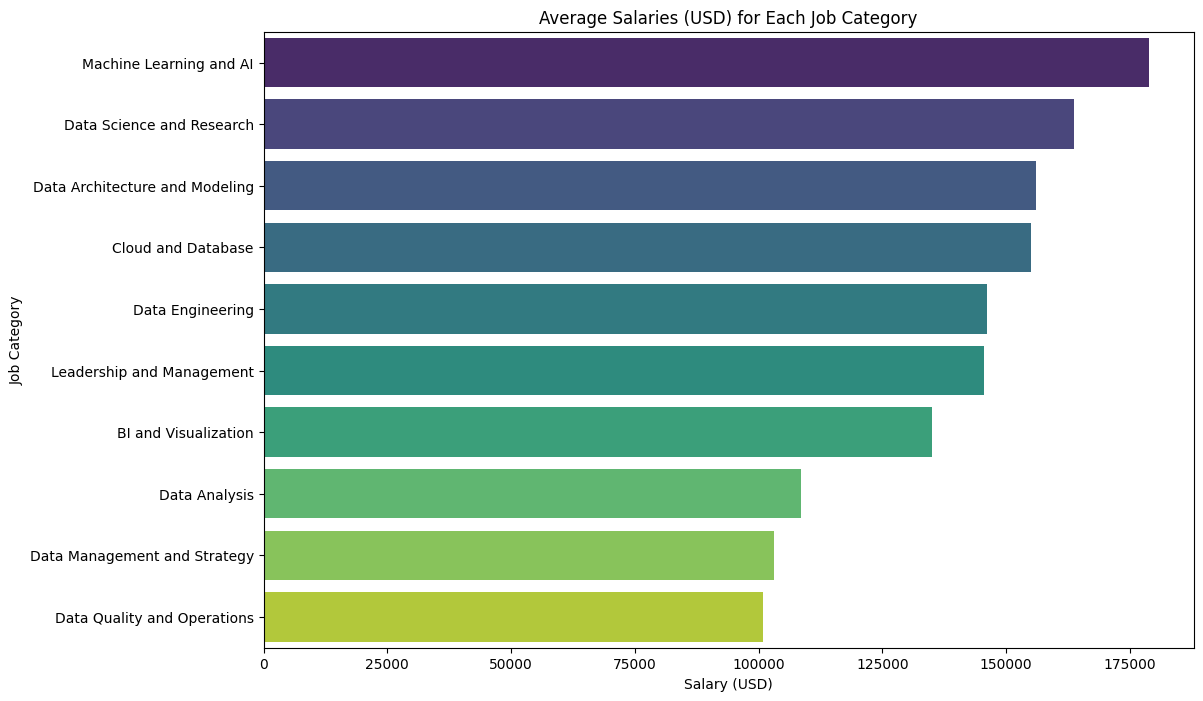 Average Salaries (USD) for Each Job Category
Job Category
Machine Learning and AI
Data Science and Research
Data Architecture and Modeling
Cloud and Database
Data Engineering
Leadership and Management
BI and Visualization
Data Analysis
Data Management and Strategy
Data Quality and Operations
0 25000 50000 75000 100000 125000 150000 175000
Salary (USD)